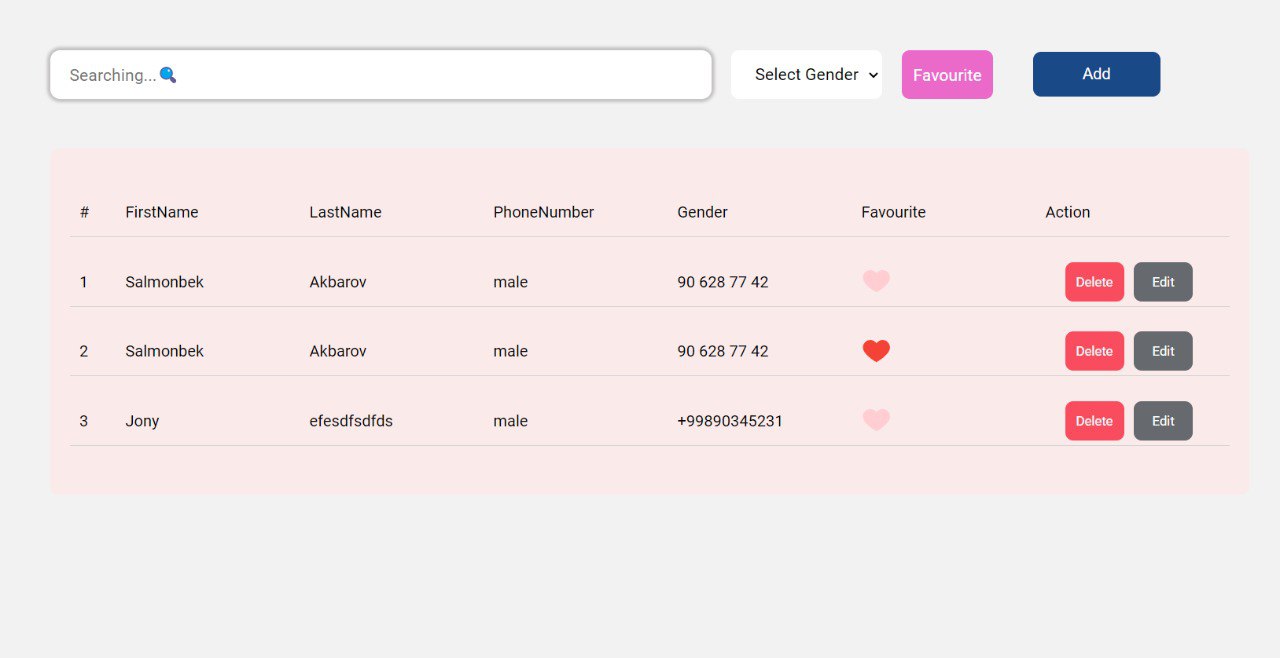 Searching...🔍 Select Gender Favourite Add
# FirstName LastName PhoneNumber Gender Favourite Action
1 Salmonbek Akbarov male 90 628 77 42 Delete Edit
2 Salmonbek Akbarov male 90 628 77 42 Delete Edit
3 Jony efesdfsdfds male +99890345231 Delete Edit